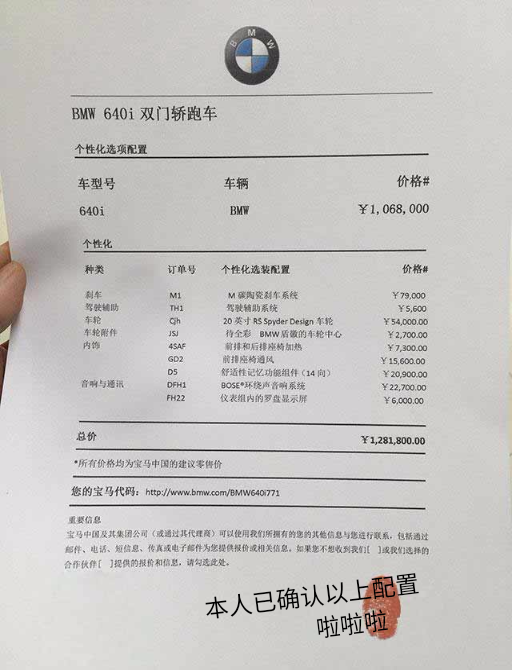 BMW
BMW 640i 双门轿跑车
个性化选项配置
车型号 车辆 价格#
640i BMW ￥1,068,000
个性化
种类 订单号 个性化选装配置 价格#
刹车 M1 M 碳陶瓷刹车系统 ￥79,000
驾驶辅助 TH1 驾驶辅助系统 ￥5,600
车轮 Cjh 20 英寸 RS Spyder Design 车轮 ￥54,000.00
车轮附件 JSJ 待全彩 BMW 盾徽的车轮中心 ￥2,700.00
内饰 4SAF 前排和后排座椅加热 ￥7,300.00
GD2 前排座椅通风 ￥15,600.00
D5 舒适性记忆功能组件（14 向） ￥20,900.00
音响与通讯 DFH1 BOSE®环绕声音响系统 ￥22,700.00
FH22 仪表组内的罗盘显示屏 ￥6,000.00
总价 ￥1,281,800.00
*所有价格均为宝马中国的建议零售价
您的宝马代码：http://www.bmw.com/BMW640i771
重要信息
宝马中国及其集团公司（或通过其代理商）可以使用我们所拥有的您的其他信息与您进行联系，包括通过
邮件、电话、短信息、传真或电子邮件为您提供报价或相关信息。如果您不想收到我们[ ]或我们选择的
合作伙伴[ ]提供的报价和信息，请勾选此处。
本人已确认以上配置
啦啦啦